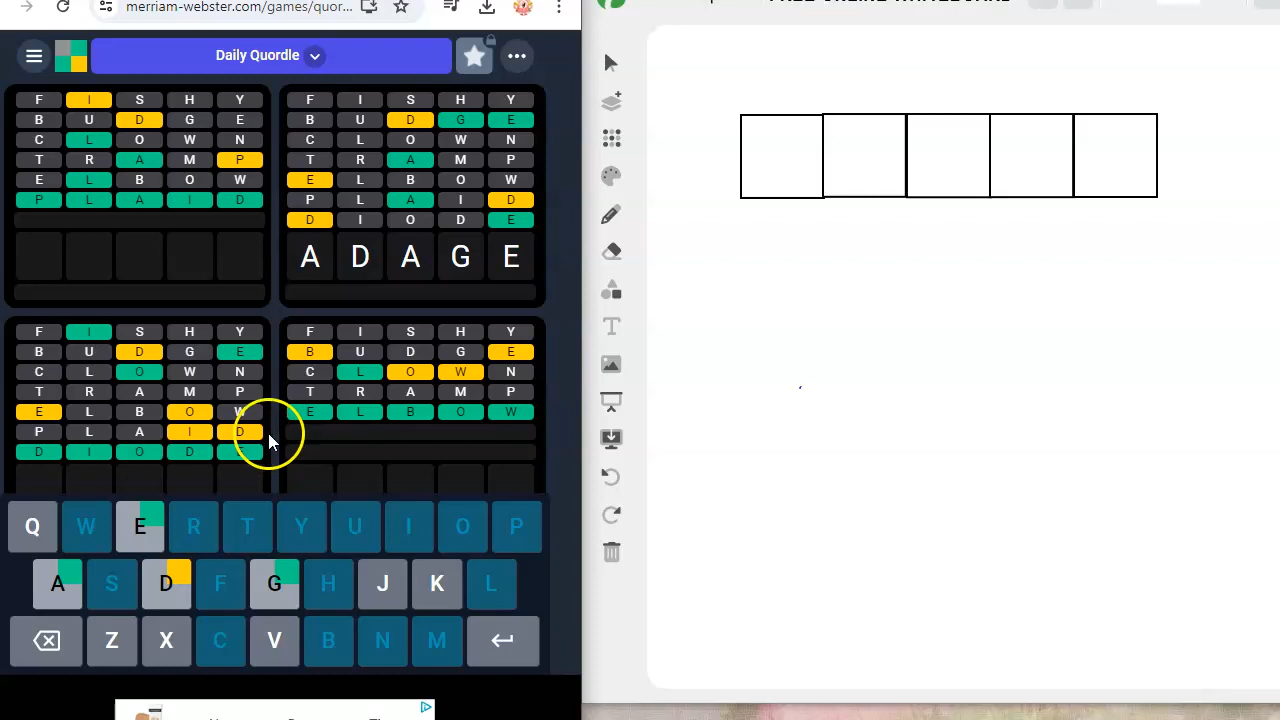 merriam-webster.com/games/quor...
Daily Quordle
F I S H Y
B U D G E
C L O W N
T R A M P
E L B O W
P L A I D
F I S H Y
B U D G E
C L O W N
T R A M P
E L B O W
P L A I D
D I O D E
A D A G E
F I S H Y
B U D G E
C L O W N
T R A M P
E L B O W
P L A I D
D I O D E
F I S H Y
B U D G E
C L O W N
T R A M P
E L B O W
Q W E R T Y U I O P
A S D F G H J K L
Z X C V B N M